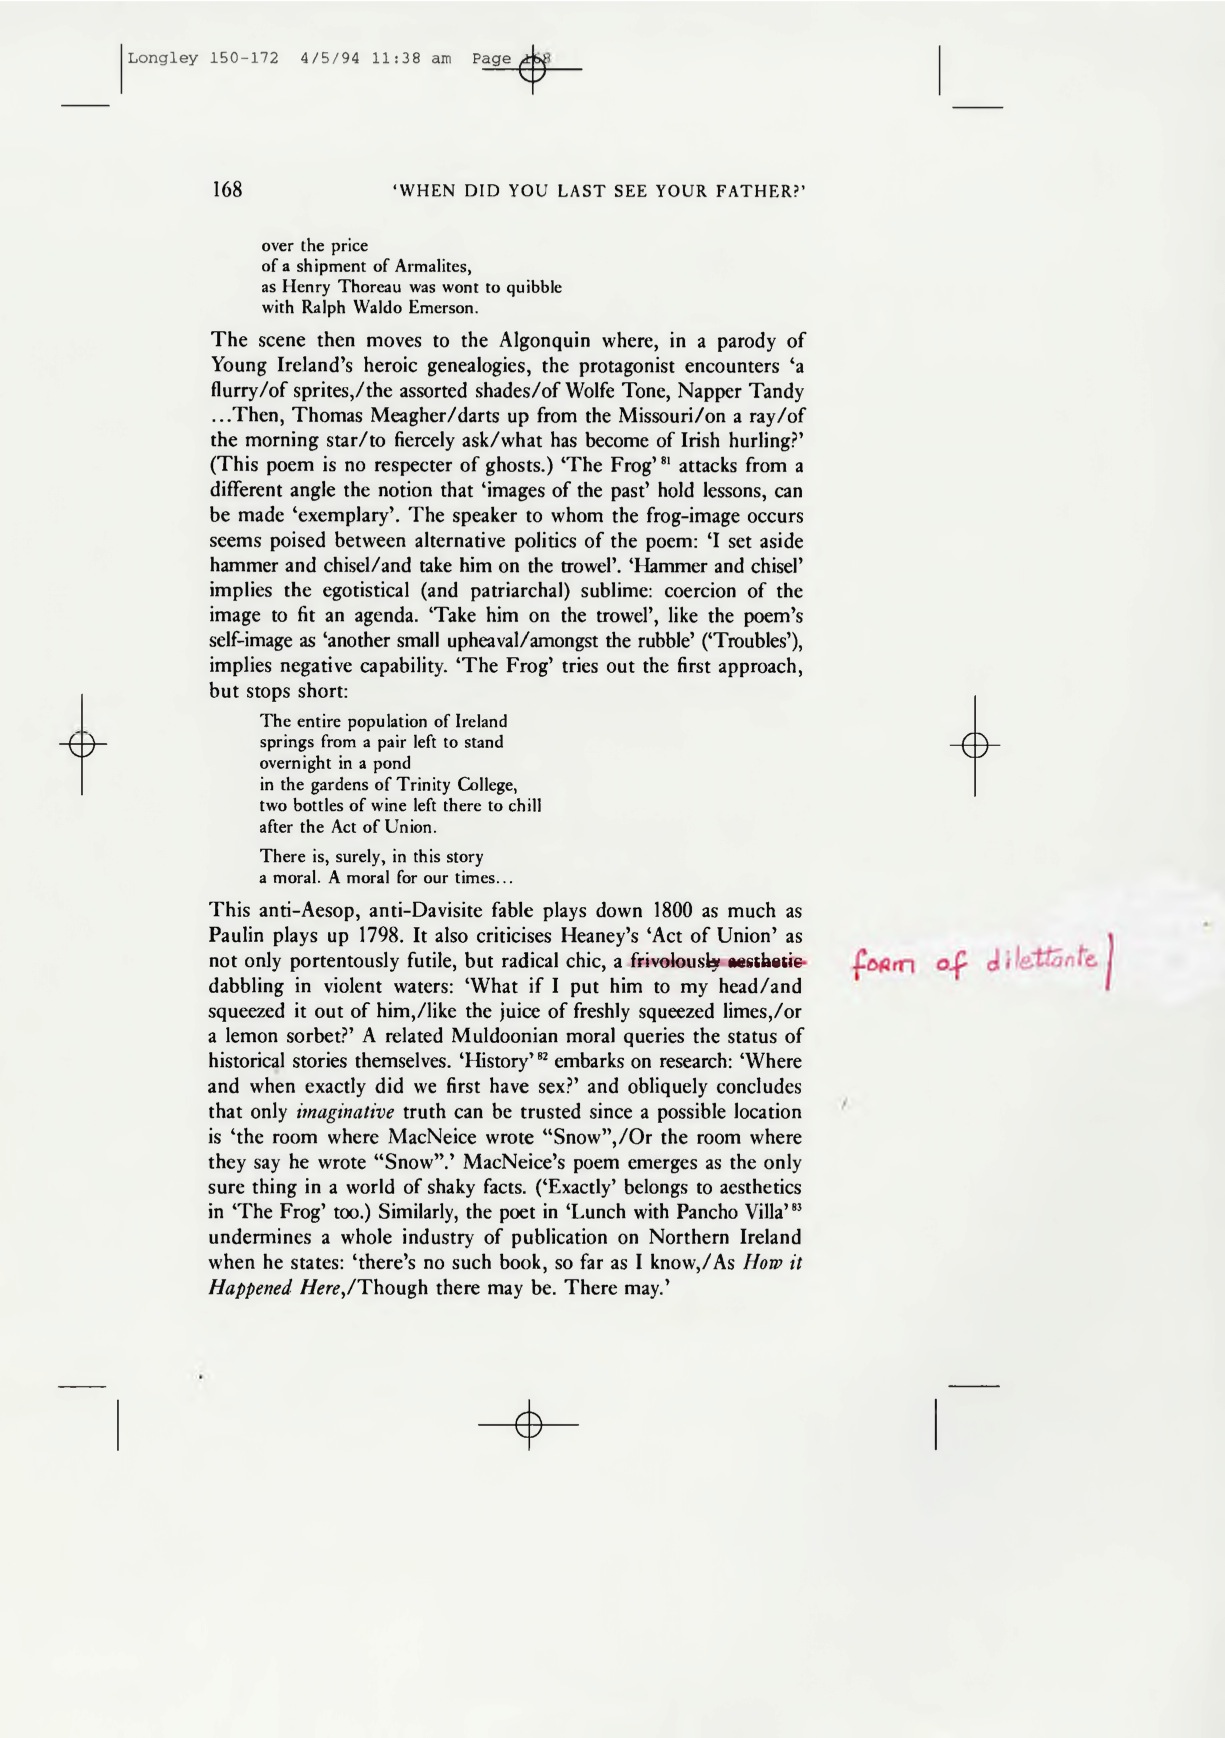 Longley 150-172 4/5/94 11:38 am Page 168
168 ‘WHEN DID YOU LAST SEE YOUR FATHER?’
over the price
of a shipment of Armalites,
as Henry Thoreau was wont to quibble
with Ralph Waldo Emerson.
The scene then moves to the Algonquin where, in a parody of
Young Ireland’s heroic genealogies, the protagonist encounters ‘a
flurry/of sprites,/the assorted shades/of Wolfe Tone, Napper Tandy
...Then, Thomas Meagher/darts up from the Missouri/on a ray/of
the morning star/to fiercely ask/what has become of Irish hurling?’
(This poem is no respecter of ghosts.) ‘The Frog’ 81 attacks from a
different angle the notion that ‘images of the past’ hold lessons, can
be made ‘exemplary’. The speaker to whom the frog-image occurs
seems poised between alternative politics of the poem: ‘I set aside
hammer and chisel/and take him on the trowel’. ‘Hammer and chisel’
implies the egotistical (and patriarchal) sublime: coercion of the
image to fit an agenda. ‘Take him on the trowel’, like the poem’s
self-image as ‘another small upheaval/amongst the rubble’ (‘Troubles’),
implies negative capability. ‘The Frog’ tries out the first approach,
but stops short:
The entire population of Ireland
springs from a pair left to stand
overnight in a pond
in the gardens of Trinity College,
two bottles of wine left there to chill
after the Act of Union.
There is, surely, in this story
a moral. A moral for our times...
This anti-Aesop, anti-Davisite fable plays down 1800 as much as
Paulin plays up 1798. It also criticises Heaney’s ‘Act of Union’ as
not only portentously futile, but radical chic, a frivolously aesthetic form of dilettante
dabbling in violent waters: ‘What if I put him to my head/and
squeezed it out of him,/like the juice of freshly squeezed limes,/or
a lemon sorbet?’ A related Muldoonian moral queries the status of
historical stories themselves. ‘History’ 82 embarks on research: ‘Where
and when exactly did we first have sex?’ and obliquely concludes
that only imaginative truth can be trusted since a possible location
is ‘the room where MacNeice wrote “Snow”,/Or the room where
they say he wrote “Snow”.’ MacNeice’s poem emerges as the only
sure thing in a world of shaky facts. (‘Exactly’ belongs to aesthetics
in ‘The Frog’ too.) Similarly, the poet in ‘Lunch with Pancho Villa’ 83
undermines a whole industry of publication on Northern Ireland
when he states: ‘there’s no such book, so far as I know,/As How it
Happened Here,/Though there may be. There may.’